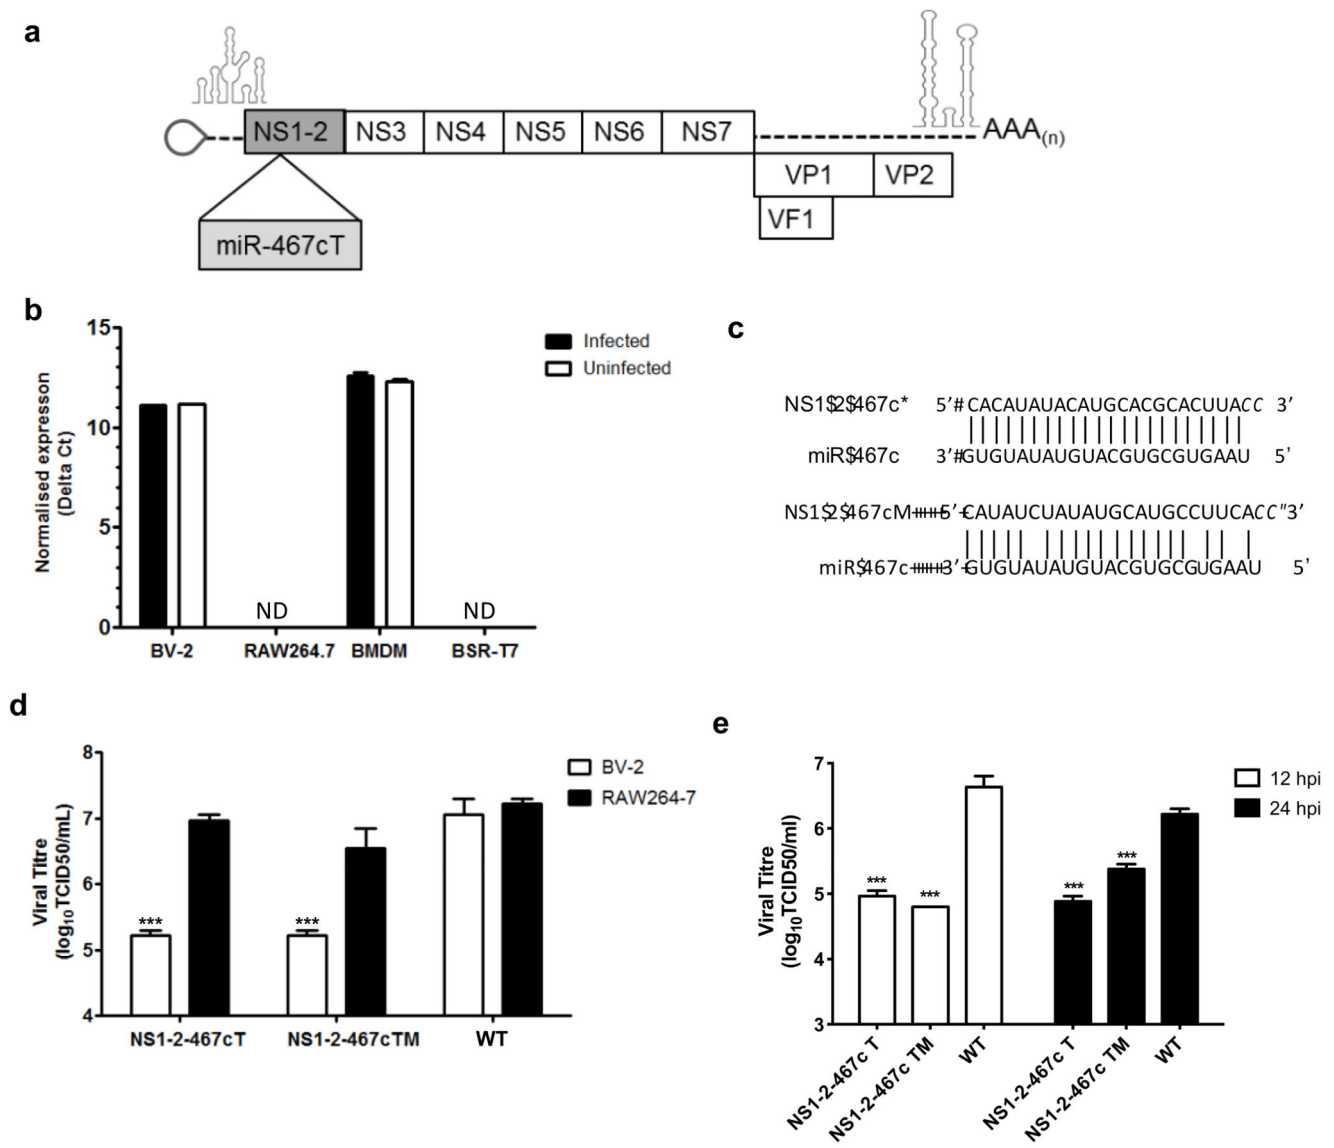 a
NS1-2 NS3 NS4 NS5 NS6 NS7 AAA(n)
VP1 VP2
VF1
miR-467cT
b
Normalised expresson
(Delta Ct)
15
10
5
0
ND ND
BV-2 RAW264.7 BMDM BSR-T7
Infected
Uninfected
c
NS1$2$467c* 5’# CACAUAUACAUGCACGCACUUACC 3’
miR$467c 3’#GUGUAUAUGUACGUGCGUGAAU 5’
NS1$2$467cM 5’ CAUAUCUAUAUGCAUGCCUUCACC"3’
miR$467c 3’ GUGUAUAUGUACGUGCGUGAAU 5’
d
Viral Titre
(log10TCID50/mL)
8
7
6
5
4
*** ***
NS1-2-467cT NS1-2-467cTM WT
BV-2
RAW264-7
e
Viral Titre
(log10TCID50/ml)
7
6
5
4
3
*** *** *** ***
NS1-2-467c T NS1-2-467c TM WT NS1-2-467c T NS1-2-467c TM WT
12 hpi
24 hpi